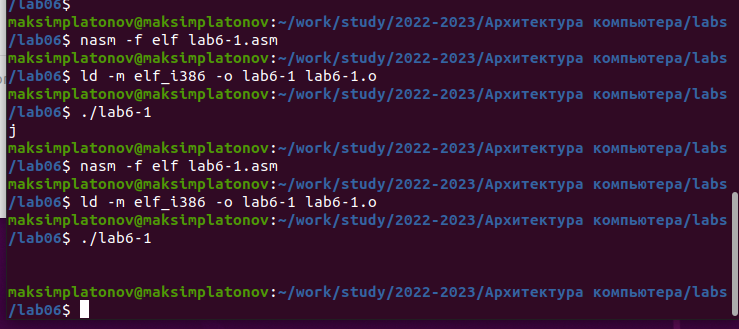 /lab06$
maksimplatonov@maksimplatonov:~/work/study/2022-2023/Архитектура компьютера/labs
/lab06$ nasm -f elf lab6-1.asm
maksimplatonov@maksimplatonov:~/work/study/2022-2023/Архитектура компьютера/labs
/lab06$ ld -m elf_i386 -o lab6-1 lab6-1.o
maksimplatonov@maksimplatonov:~/work/study/2022-2023/Архитектура компьютера/labs
/lab06$ ./lab6-1
j
maksimplatonov@maksimplatonov:~/work/study/2022-2023/Архитектура компьютера/labs
/lab06$ nasm -f elf lab6-1.asm
maksimplatonov@maksimplatonov:~/work/study/2022-2023/Архитектура компьютера/labs
/lab06$ ld -m elf_i386 -o lab6-1 lab6-1.o
maksimplatonov@maksimplatonov:~/work/study/2022-2023/Архитектура компьютера/labs
/lab06$ ./lab6-1
maksimplatonov@maksimplatonov:~/work/study/2022-2023/Архитектура компьютера/labs
/lab06$